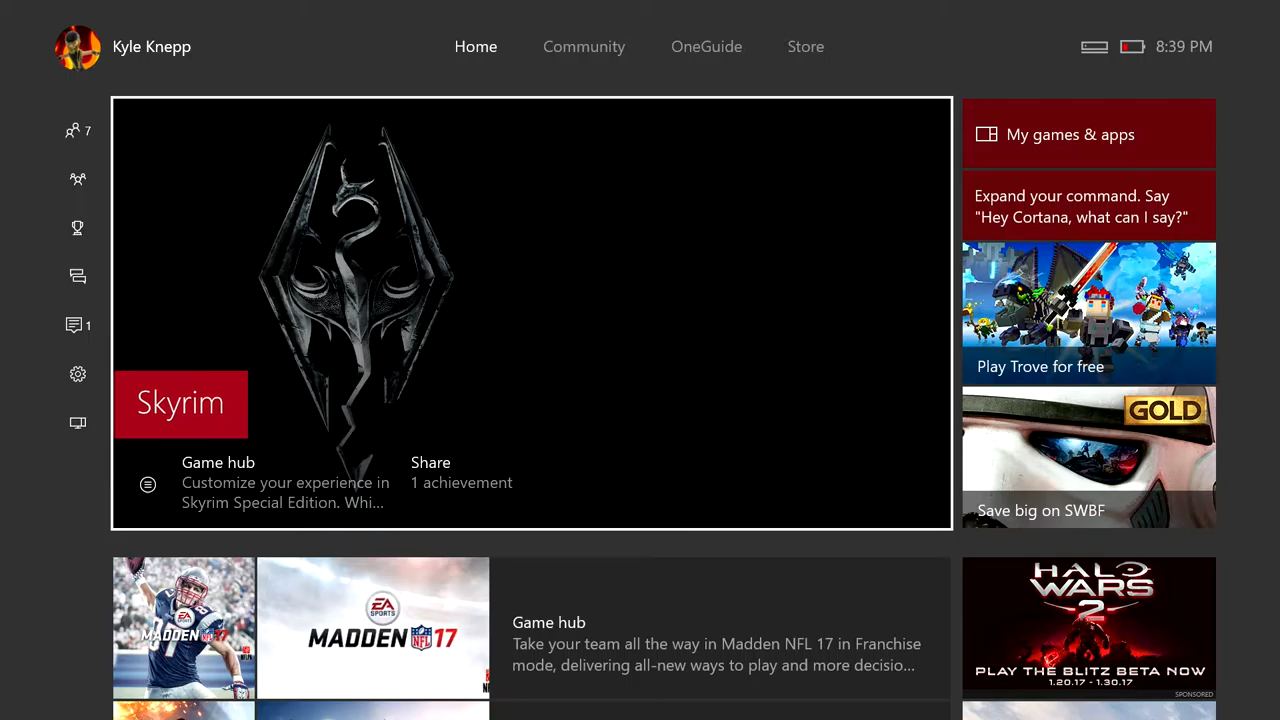 Kyle Knepp
Home
Community
OneGuide
Store
8:39 PM
7
1
Skyrim
Game hub
Customize your experience in
Skyrim Special Edition. Whi...
Share
1 achievement
My games & apps
Expand your command. Say
"Hey Cortana, what can I say?"
Play Trove for free
GOLD
Save big on SWBF
EA
SPORTS
MADDEN NFL 17
EA
SPORTS
MADDEN NFL 17
Game hub
Take your team all the way in Madden NFL 17 in Franchise
mode, delivering all-new ways to play and more decisio...
HALO
WARS
2
PLAY THE BLITZ BETA NOW
1.20.17 - 1.30.17
SPONSORED